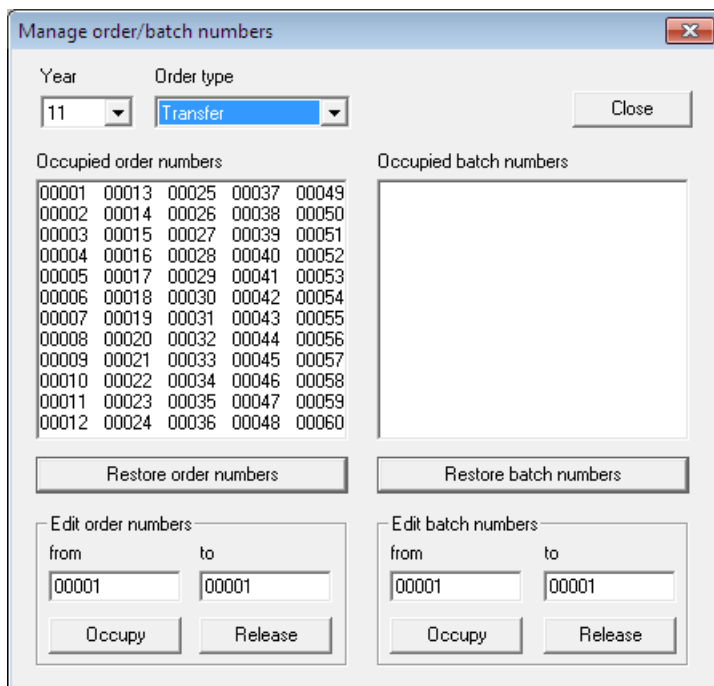 Manage order/batch numbers
Year Order type
11 Transfer Close
Occupied order numbers Occupied batch numbers
00001 00013 00025 00037 00049
00002 00014 00026 00038 00050
00003 00015 00027 00039 00051
00004 00016 00028 00040 00052
00005 00017 00029 00041 00053
00006 00018 00030 00042 00054
00007 00019 00031 00043 00055
00008 00020 00032 00044 00056
00009 00021 00033 00045 00057
00010 00022 00034 00046 00058
00011 00023 00035 00047 00059
00012 00024 00036 00048 00060
Restore order numbers Restore batch numbers
Edit order numbers Edit batch numbers
from to from to
00001 00001 00001 00001
Occupy Release Occupy Release